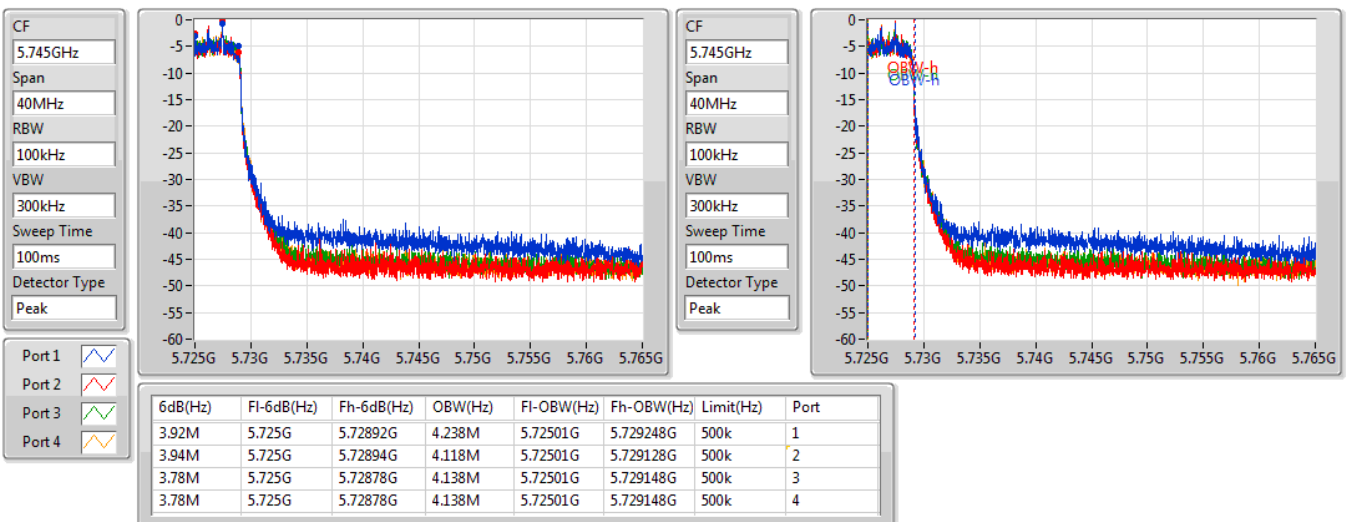 CF
5.745GHz
Span
40MHz
RBW
100kHz
VBW
300kHz
Sweep Time
100ms
Detector Type
Peak
0-
-5-
-10-
-15-
-20-
-25-
-30-
-35-
-40-
-45-
-50-
-55-
-60-
5.725G 5.73G 5.735G 5.74G 5.745G 5.75G 5.755G 5.76G 5.765G
CF
5.745GHz
Span
40MHz
RBW
100kHz
VBW
300kHz
Sweep Time
100ms
Detector Type
Peak
0-
-5-
-10-
-15-
-20-
-25-
-30-
-35-
-40-
-45-
-50-
-55-
-60-
OBW-h
OBW-h
5.725G 5.73G 5.735G 5.74G 5.745G 5.75G 5.755G 5.76G 5.765G
Port 1
Port 2
Port 3
Port 4
6dB(Hz) Fl-6dB(Hz) Fh-6dB(Hz) OBW(Hz) Fl-OBW(Hz) Fh-OBW(Hz) Limit(Hz) Port
3.92M 5.725G 5.72892G 4.238M 5.72501G 5.729248G 500k 1
3.94M 5.725G 5.72894G 4.118M 5.72501G 5.729128G 500k 2
3.78M 5.725G 5.72878G 4.138M 5.72501G 5.729148G 500k 3
3.78M 5.725G 5.72878G 4.138M 5.72501G 5.729148G 500k 4